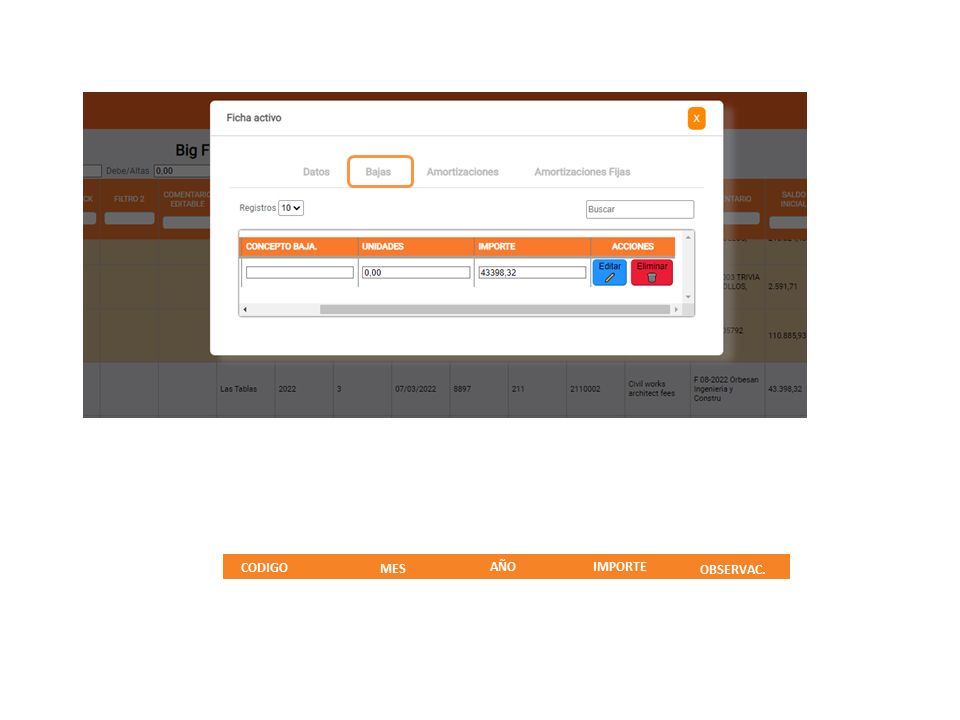 Ficha activo
X
Big F
Datos
Bajas
Amortizaciones
Amortizaciones Fijas
Debe/Altas 0,00
CK
FILTRO 2
COMENTARIO
EDITABLE
NTARIO
SALDO
INICIAL
Registros 10
Buscar
CONCEPTO BAJA.
UNIDADES
IMPORTE
ACCIONES
0,00
43398,32
Editar
Eliminar
003 TRIVIA
OLLOS,
2.591,71
05792
110.885,93
Las Tablas
2022
3
07/03/2022
8897
211
2110002
Civil works
architect fees
F 08-2022 Orbesan
Ingenieria y
Constru
43.398,32
CODIGO
MES
AÑO
IMPORTE
OBSERVAC.